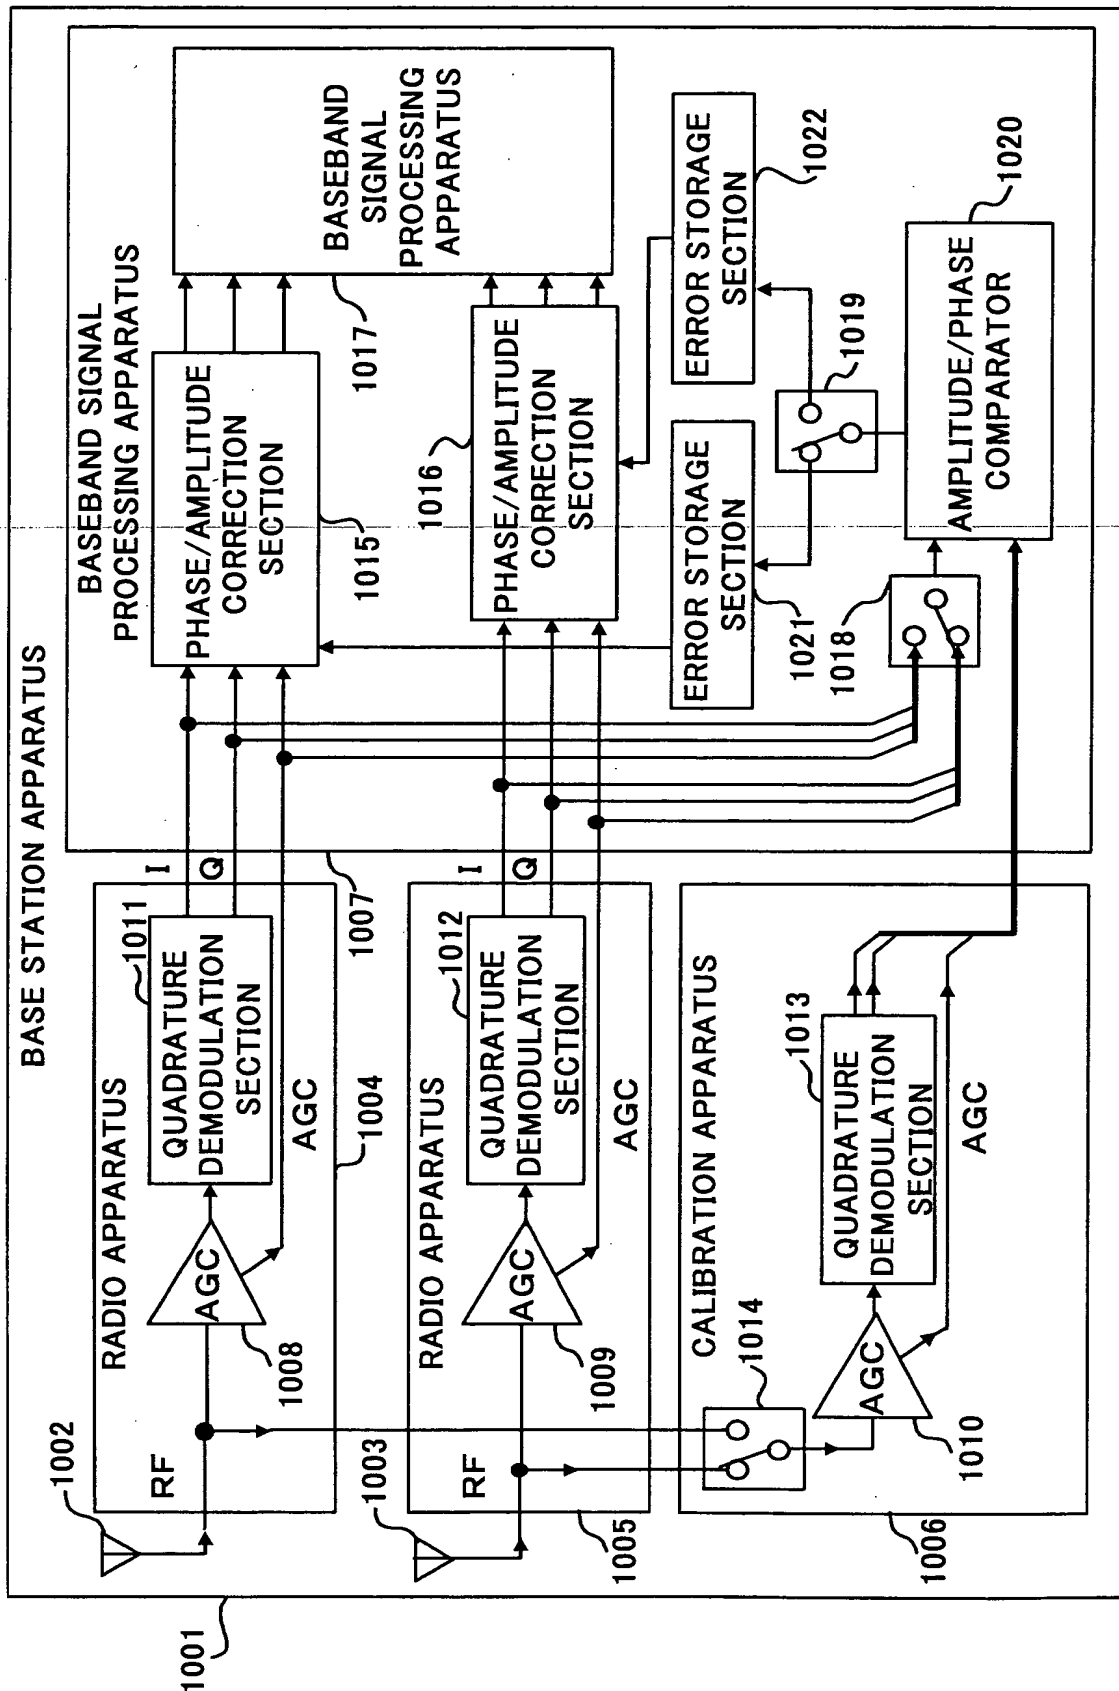 BASE STATION APPARATUS
1001
BASEBAND SIGNAL
PROCESSING APPARATUS
1007
1002
RF
RADIO APPARATUS
1004
AGC
1008
QUADRATURE
DEMODULATION
SECTION
1011
AGC
I
Q
PHASE/AMPLITUDE
CORRECTION
SECTION
1015
BASEBAND
SIGNAL
PROCESSING
APPARATUS
1017
1003
RF
RADIO APPARATUS
1005
AGC
1009
QUADRATURE
DEMODULATION
SECTION
1012
AGC
I
Q
PHASE/AMPLITUDE
CORRECTION
SECTION
1016
ERROR STORAGE
SECTION
1021
ERROR STORAGE
SECTION
1022
1019
1018
AMPLITUDE/PHASE
COMPARATOR
1020
CALIBRATION APPARATUS
1006
1014
AGC
1010
QUADRATURE
DEMODULATION
SECTION
1013
AGC